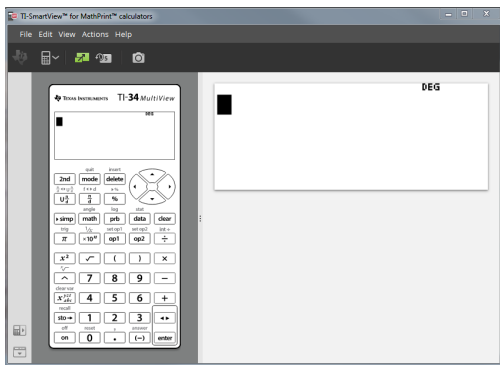 TI-SmartView™ for MathPrint™ calculators
File Edit View Actions Help
DEG
TEXAS INSTRUMENTS TI-34 MultiView
DEG
quit insert
2nd mode delete
f◄►d
U n/d n/d %
angle log stat
►simp math prb data clear
trig 1/x set op1 set op2 int ÷
π ×10ⁿ op1 op2 ÷
x² √ ( ) ×
^ 7 8 9 −
clear var
x yzt abc 4 5 6 +
recall
sto→ 1 2 3 ◄►
off reset , answer
on 0 . (−) enter